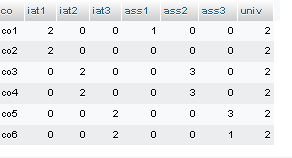 co iat1 iat2 iat3 ass1 ass2 ass3 univ
co1 2 0 0 1 0 0 2
co2 2 0 0 0 0 0 2
co3 0 2 0 0 3 0 2
co4 0 2 0 0 3 0 2
co5 0 0 2 0 0 3 2
co6 0 0 2 0 0 1 2